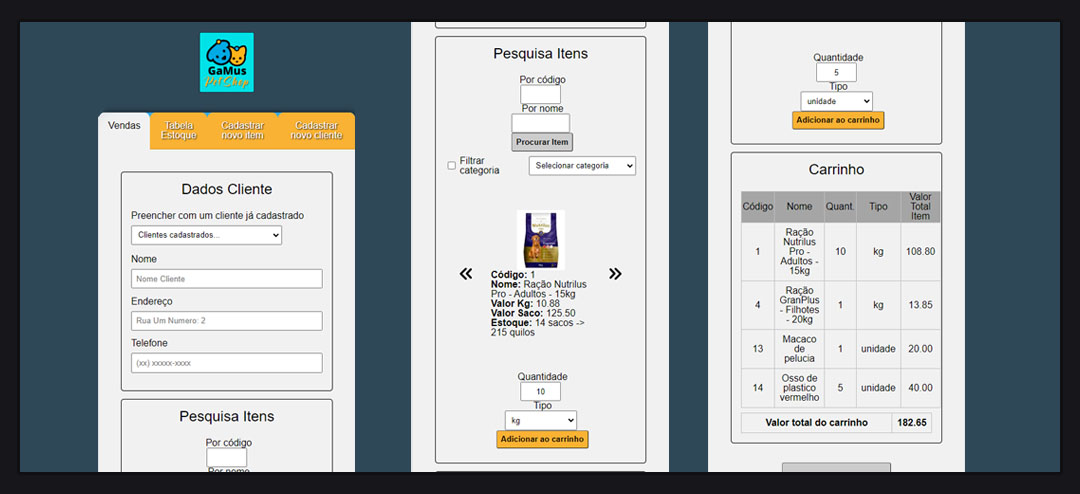 GaMus
PetShop
Vendas
Tabela
Estoque
Cadastrar
novo item
Cadastrar
novo cliente
Dados Cliente
Preencher com um cliente já cadastrado
Clientes cadastrados...
Nome
Nome Cliente
Endereço
Rua Um Numero: 2
Telefone
(xx) xxxxx-xxxx
Pesquisa Itens
Por código
Por nome
Pesquisa Itens
Por código
Por nome
Procurar Item
Filtrar
categoria
Selecionar categoria
Nutrilus
Código: 1
Nome: Ração Nutrilus
Pro - Adultos - 15kg
Valor Kg: 10.88
Valor Saco: 125.50
Estoque: 14 sacos ->
215 quilos
Quantidade
10
Tipo
kg
Adicionar ao carrinho
Quantidade
5
Tipo
unidade
Adicionar ao carrinho
Carrinho
Código Nome Quant. Tipo Valor
Total
Item
1 Ração
Nutrilus
Pro -
Adultos -
15kg 10 kg 108.80
4 Ração
GranPlus
- Filhotes
- 20kg 1 kg 13.85
13 Macaco
de
pelucia 1 unidade 20.00
14 Osso de
plastico
vermelho 5 unidade 40.00
Valor total do carrinho 182.65